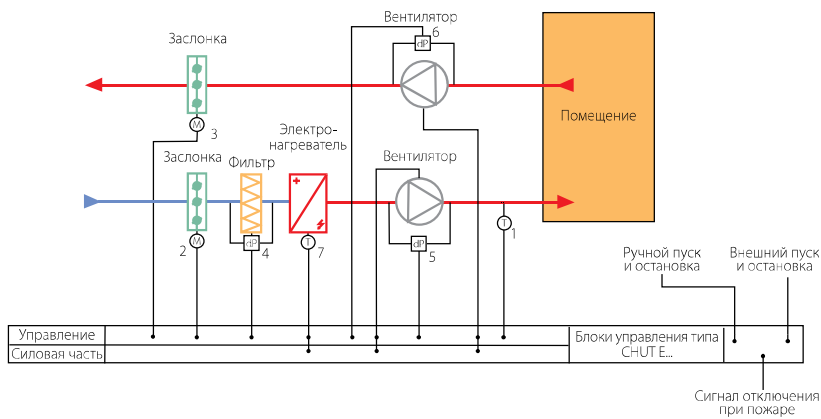 Вентилятор
6
Заслонка
dP
Помещение
M
3
Электро-
нагреватель
Заслонка
Фильтр
Вентилятор
+
M
2
dP
4
T
7
dP
5
T
1
Ручной пуск
и остановка
Внешний пуск
и остановка
Управление
Силовая часть
Блоки управления типа
CHUT E...
Сигнал отключения
при пожаре